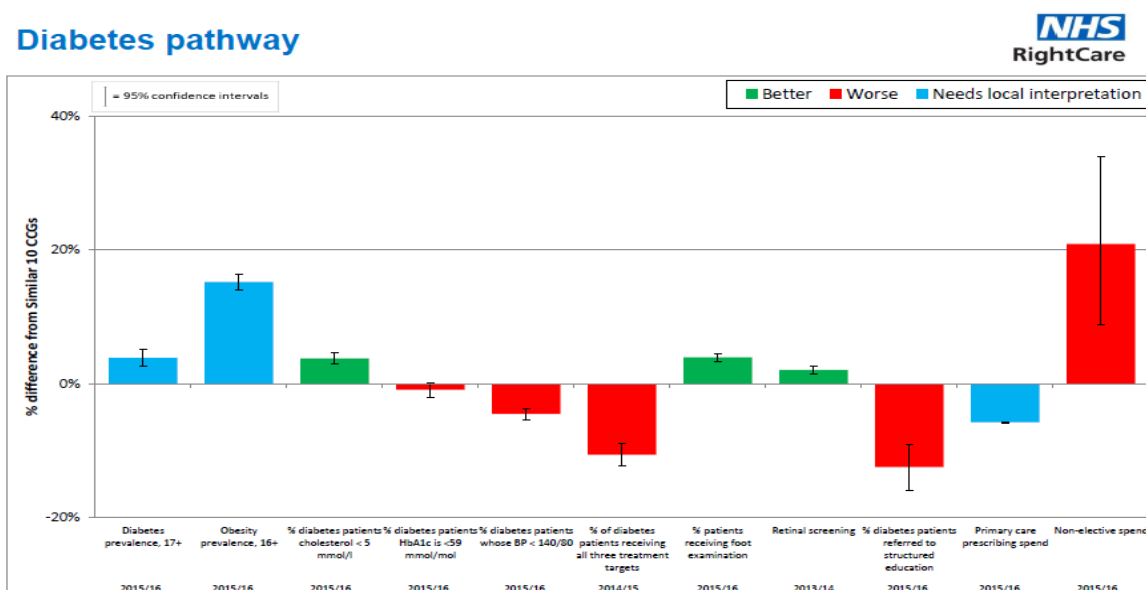 Diabetes pathway
NHS
RightCare
= 95% confidence intervals
Better Worse Needs local interpretation
40%
20%
0%
-20%
% difference from Similar 10 CCGs
Diabetes
prevalence, 17+
2015/16
Obesity
prevalence, 16+
2015/16
% diabetes patients
cholesterol < 5
mmol/l
2015/16
% diabetes patients
HbA1c is <59
mmol/mol
2015/16
% diabetes patients
whose BP < 140/80
2015/16
% of diabetes
patients receiving
all three treatment
targets
2014/15
% patients
receiving foot
examination
2015/16
Retinal screening
2013/14
% diabetes patients
referred to
structured
education
2015/16
Primary care
prescribing spend
2015/16
Non-elective spend
2015/16